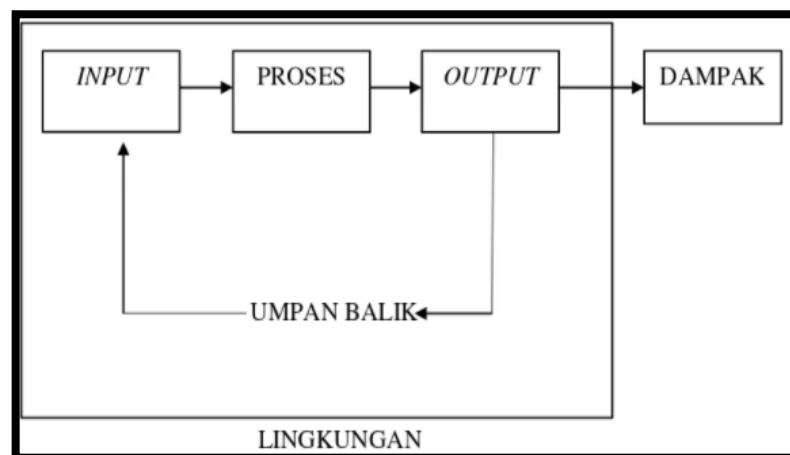 INPUT
PROSES
OUTPUT
DAMPAK
UMPAN BALIK
LINGKUNGAN